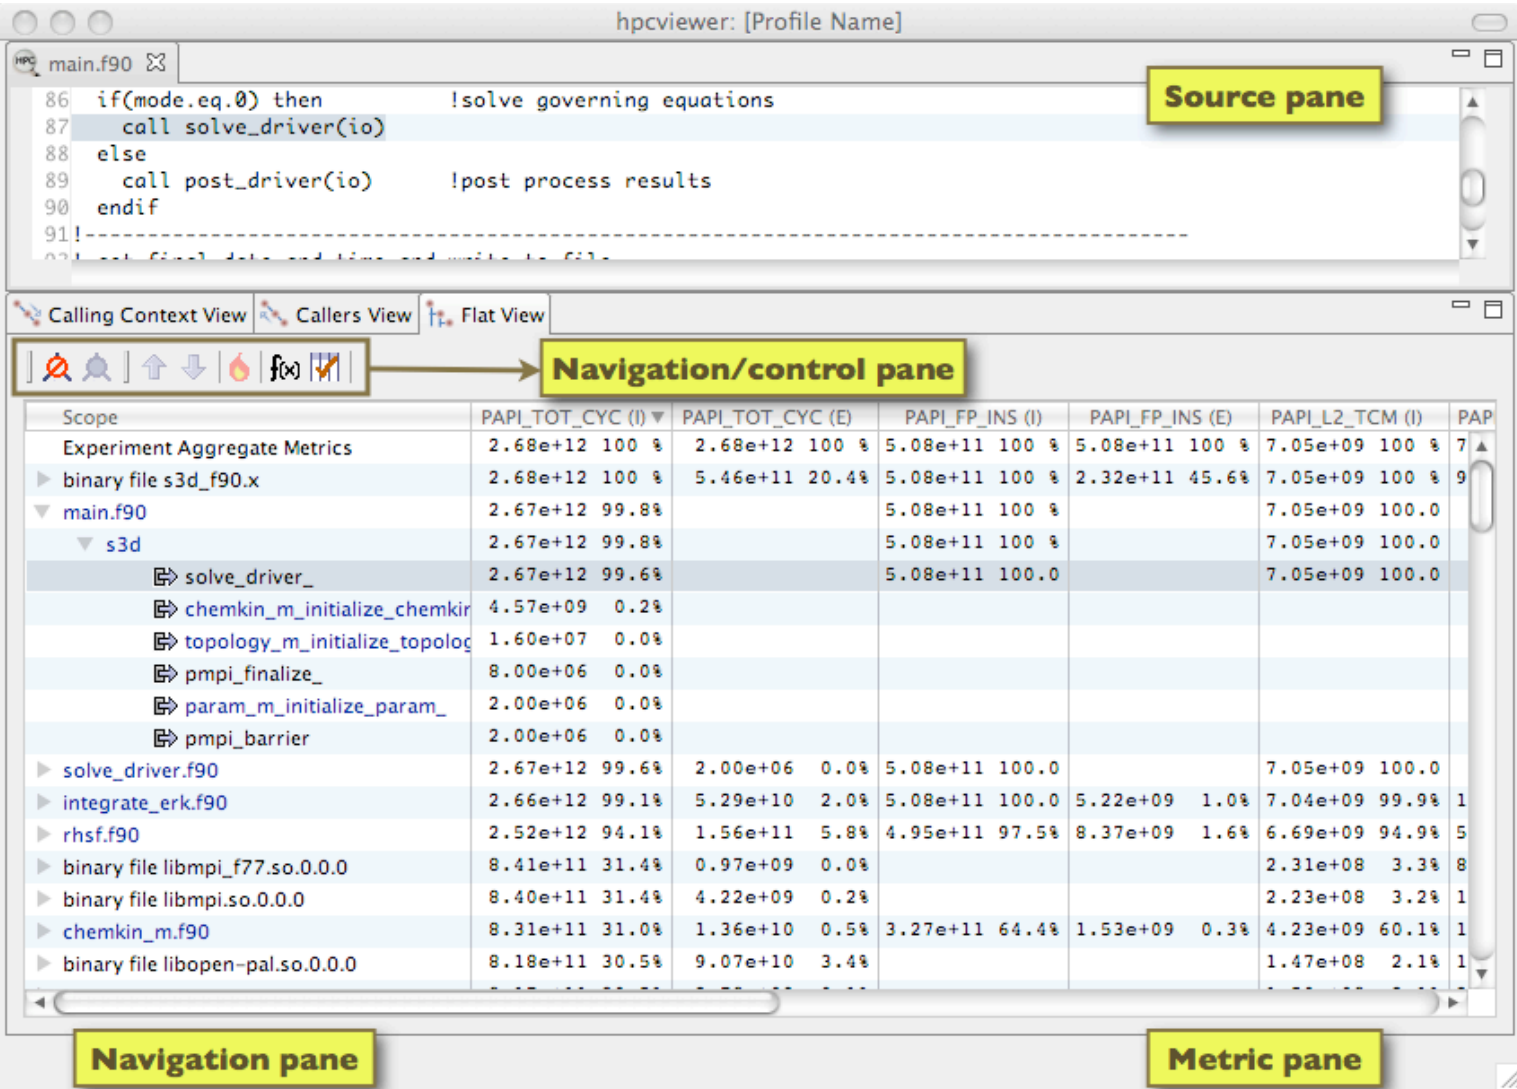 hpcviewer: [Profile Name]
HPC main.f90
Source pane
86 if(mode.eq.0) then !solve governing equations
87 call solve_driver(io)
88 else
89 call post_driver(io) !post process results
90 endif
91 !----------------------------------------------------------------------------------------
Calling Context View Callers View Flat View
f(x)
Navigation/control pane
Scope PAPI_TOT_CYC (I) PAPI_TOT_CYC (E) PAPI_FP_INS (I) PAPI_FP_INS (E) PAPI_L2_TCM (I) PAP
Experiment Aggregate Metrics 2.68e+12 100 % 2.68e+12 100 % 5.08e+11 100 % 5.08e+11 100 % 7.05e+09 100 % 7
binary file s3d_f90.x 2.68e+12 100 % 5.46e+11 20.4% 5.08e+11 100 % 2.32e+11 45.6% 7.05e+09 100 % 9
main.f90 2.67e+12 99.8% 5.08e+11 100 % 7.05e+09 100.0
s3d 2.67e+12 99.8% 5.08e+11 100 % 7.05e+09 100.0
solve_driver_ 2.67e+12 99.6% 5.08e+11 100.0 7.05e+09 100.0
chemkin_m_initialize_chemkin 4.57e+09 0.2%
topology_m_initialize_topolog 1.60e+07 0.0%
pmpi_finalize_ 8.00e+06 0.0%
param_m_initialize_param_ 2.00e+06 0.0%
pmpi_barrier 2.00e+06 0.0%
solve_driver.f90 2.67e+12 99.6% 2.00e+06 0.0% 5.08e+11 100.0 7.05e+09 100.0
integrate_erk.f90 2.66e+12 99.1% 5.29e+10 2.0% 5.08e+11 100.0 5.22e+09 1.0% 7.04e+09 99.9% 1
rhsf.f90 2.52e+12 94.1% 1.56e+11 5.8% 4.95e+11 97.5% 8.37e+09 1.6% 6.69e+09 94.9% 5
binary file libmpi_f77.so.0.0.0 8.41e+11 31.4% 0.97e+09 0.0% 2.31e+08 3.3% 8
binary file libmpi.so.0.0.0 8.40e+11 31.4% 4.22e+09 0.2% 2.23e+08 3.2% 1
chemkin_m.f90 8.31e+11 31.0% 1.36e+10 0.5% 3.27e+11 64.4% 1.53e+09 0.3% 4.23e+09 60.1% 1
binary file libopen-pal.so.0.0.0 8.18e+11 30.5% 9.07e+10 3.4% 1.47e+08 2.1% 1
Navigation pane
Metric pane